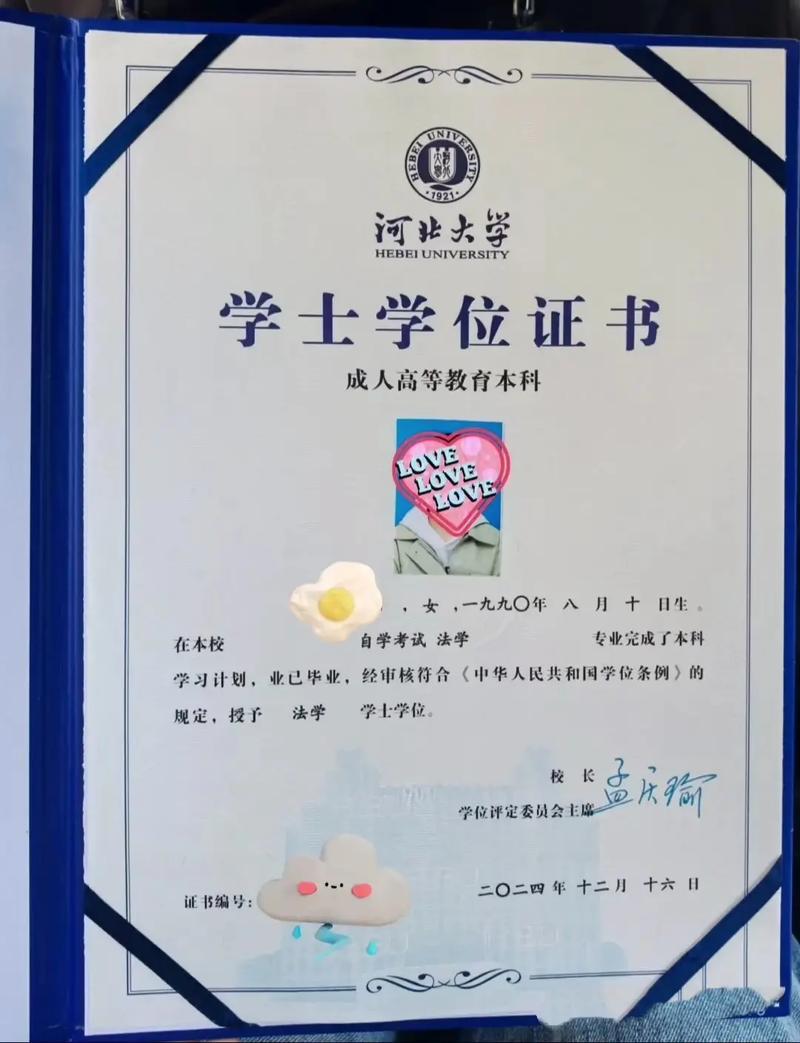 HEBEI UNIVERSITY
·1921·
河北大学
HEBEI UNIVERSITY
学士学位证书
成人高等教育本科
LOVE
LOVE
LOVE
，女，一九九〇年 八 月 十 日生。
在本校 自学考试 法学 专业完成了本科
学习计划，业已毕业，经审核符合《中华人民共和国学位条例》的
规定，授予 法学 学士学位。
校 长 孟庆瑜
学位评定委员会主席
证书编号：
二〇二四 年 十二 月 十六 日